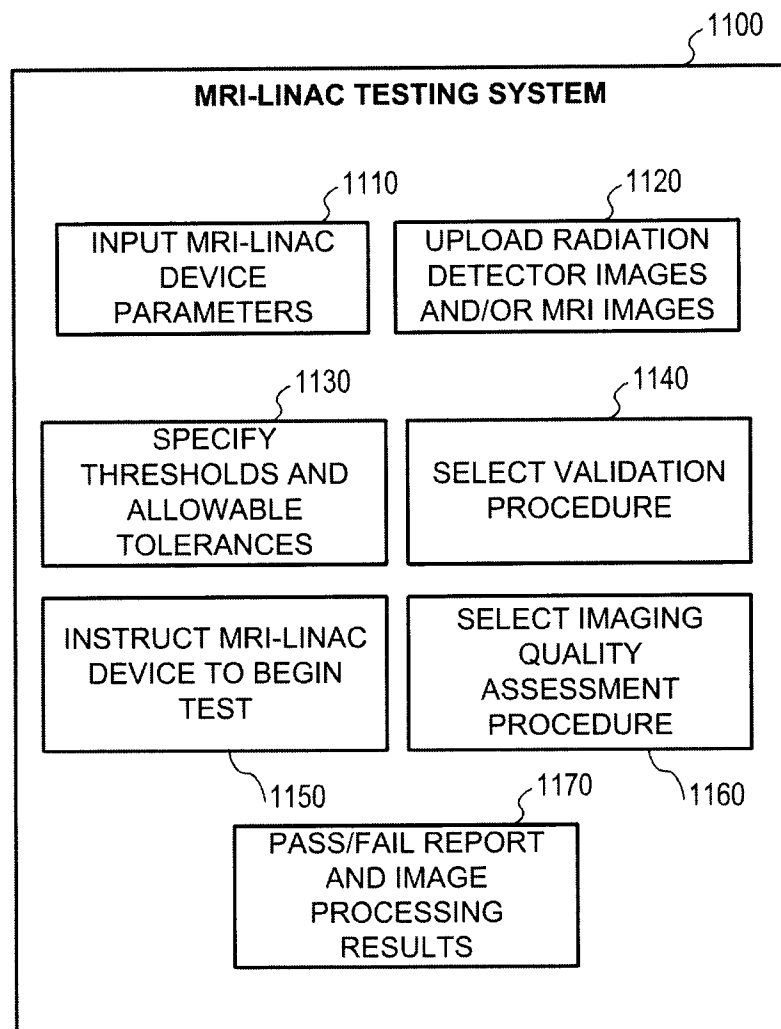 1100
MRI-LINAC TESTING SYSTEM
1110
INPUT MRI-LINAC
DEVICE
PARAMETERS
1120
UPLOAD RADIATION
DETECTOR IMAGES
AND/OR MRI IMAGES
1130
SPECIFY
THRESHOLDS AND
ALLOWABLE
TOLERANCES
1140
SELECT VALIDATION
PROCEDURE
INSTRUCT MRI-LINAC
DEVICE TO BEGIN
TEST
1150
SELECT IMAGING
QUALITY
ASSESSMENT
PROCEDURE
1160
1170
PASS/FAIL REPORT
AND IMAGE
PROCESSING
RESULTS